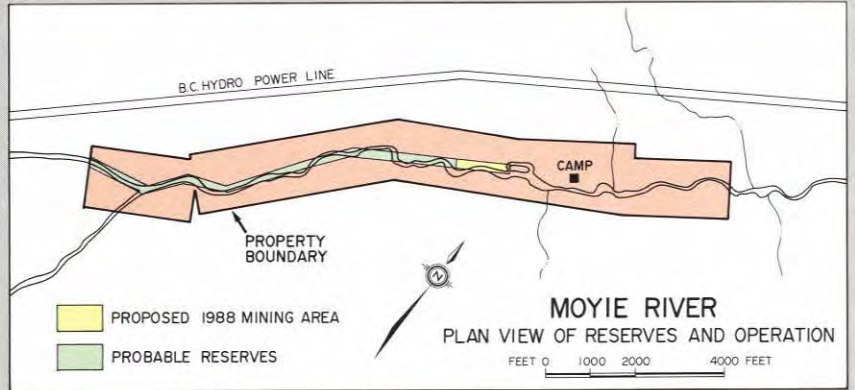 B.C. HYDRO POWER LINE
CAMP
PROPERTY
BOUNDARY
N
PROPOSED 1988 MINING AREA
PROBABLE RESERVES
MOYIE RIVER
PLAN VIEW OF RESERVES AND OPERATION
FEET 0 1000 2000 4000 FEET